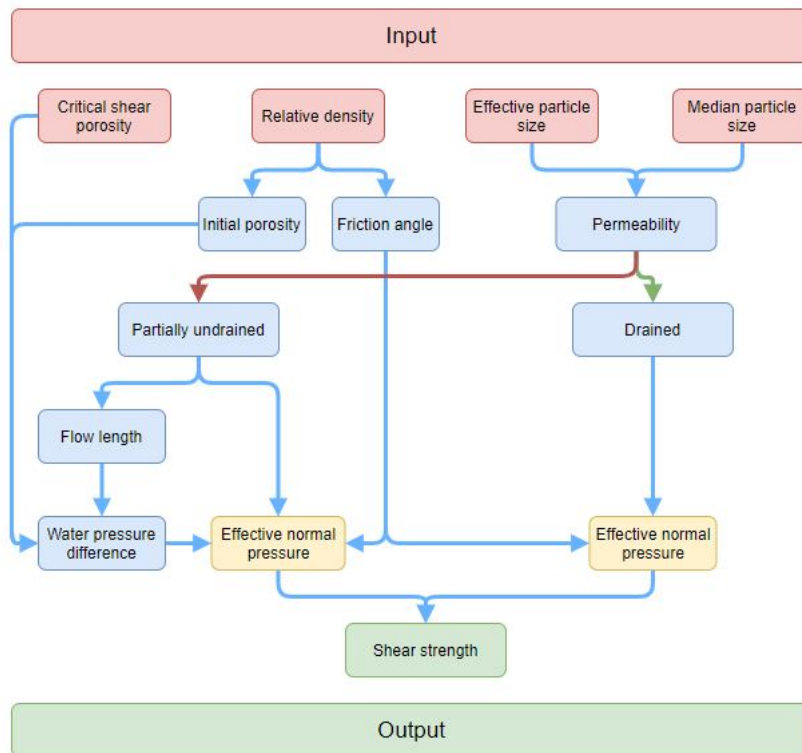 Input
Critical shear
porosity
Relative density
Effective particle
size
Median particle
size
Initial porosity
Friction angle
Permeability
Partially undrained
Drained
Flow length
Water pressure
difference
Effective normal
pressure
Effective normal
pressure
Shear strength
Output